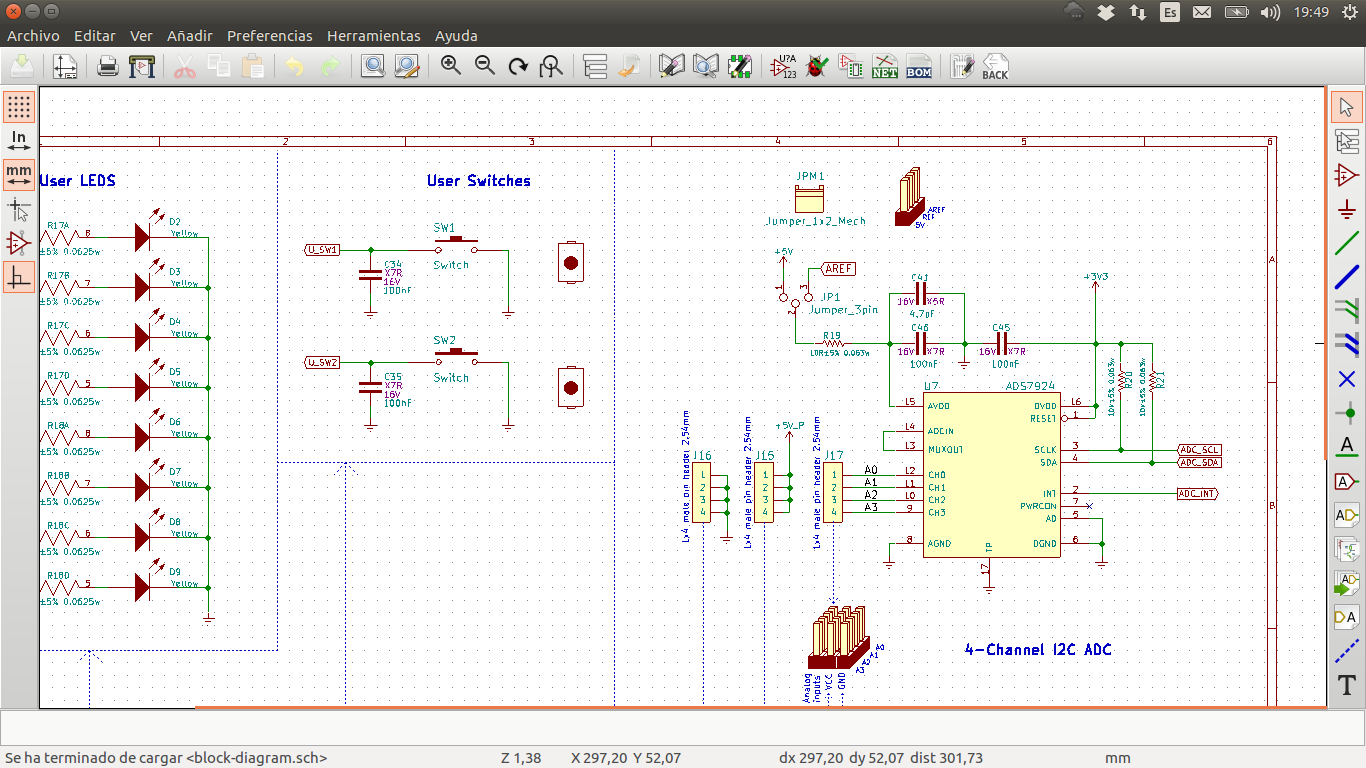 Es
19:49
Archivo Editar Ver Añadir Preferencias Herramientas Ayuda
U?A
123
NET
BOM
BACK
In
mm
2 3 4 5 6
A
B
User LEDS
R17A 8
±5% 0.0625w
D2
Yellow
R17B 7
±5% 0.0625w
D3
Yellow
R17C 6
±5% 0.0625w
D4
Yellow
R17D 5
±5% 0.0625w
D5
Yellow
R18A 8
±5% 0.0625w
D6
Yellow
R18B 7
±5% 0.0625w
D7
Yellow
R18C 6
±5% 0.0625w
D8
Yellow
R18D 5
±5% 0.0625w
D9
Yellow
User Switches
U_SW1
C34
X7R
16V
100nF
SW1
Switch
U_SW2
C35
X7R
16V
100nF
SW2
Switch
JPM1
Jumper_1x2_Mech
AREF
REF
5V
+5V
AREF
1
3
2
JP1
Jumper_3pin
R19
10R±5% 0.063w
C41
16V X5R
4.7pF
C46
16V X7R
100nF
C45
16V X7R
100nF
+3V3
10k±5% 0.063w
R20
10k±5% 0.063w
R21
U7 ADS7924
L5 AVDD
L4 ADCIN
L3 MUXOUT
L2 CH0
L1 CH1
L0 CH2
9 CH3
8 AGND
DVDD L6
RESET 1
SCLK 3
SDA 4
INT 2
PWRCON 7
AD 5
DGND 6
TP
17
ADC_SCL
ADC_SDA
ADC_INT
J16
1
2
3
4
1x4 male pin header 2.54mm
J15
1
2
3
4
1x4 male pin header 2.54mm
+5V_P
J17
1
2
3
4
1x4 male pin header 2.54mm
A0
A1
A2
A3
A0
A1
A2
A3
Analog
inputs
VCC
GND
4-Channel I2C ADC
Se ha terminado de cargar <block-diagram.sch> Z 1,38 X 297,20 Y 52,07 dx 297,20 dy 52,07 dist 301,73 mm